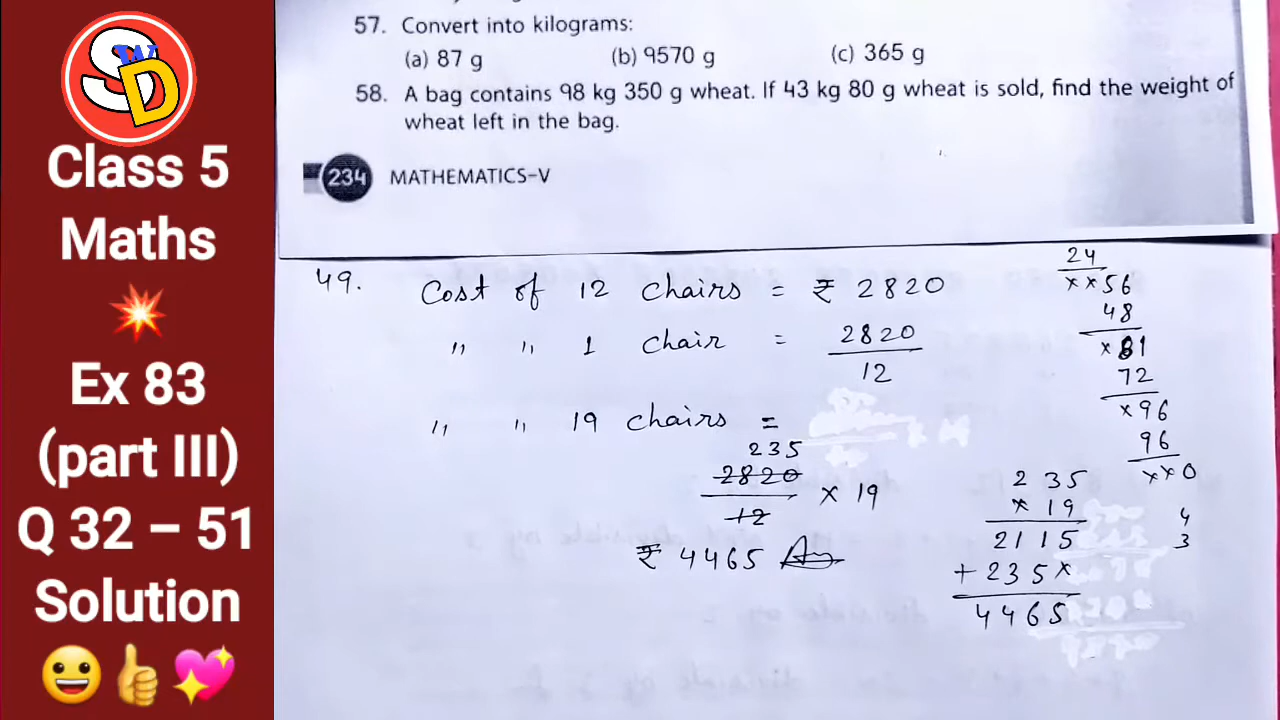 SWD
Class 5
Maths
Ex 83
(part III)
Q 32 – 51
Solution
57. Convert into kilograms:
(a) 87 g (b) 9570 g (c) 365 g
58. A bag contains 98 kg 350 g wheat. If 43 kg 80 g wheat is sold, find the weight of
wheat left in the bag.
234 MATHEMATICS–V
49. Cost of 12 chairs = ₹ 2820
" " 1 chair = 2820
12
" " 19 chairs =
235
2820
12
× 19
₹ 4465 Ans
24
××56
48
×81
72
×96
96
××0
235
×19
2115
+235×
4465
4
3